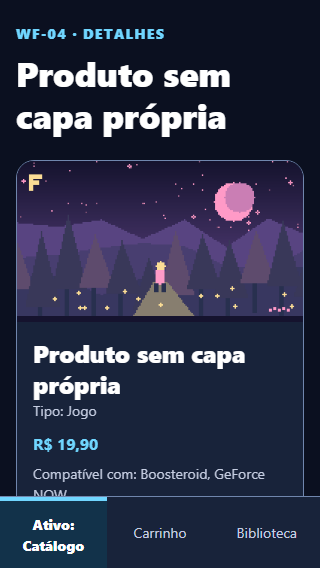 WF-04 · DETALHES
Produto sem
capa própria
F
Produto sem capa
própria
Tipo: Jogo
R$ 19,90
Compatível com: Boosteroid, GeForce
NOW
Ativo:
Catálogo
Carrinho
Biblioteca